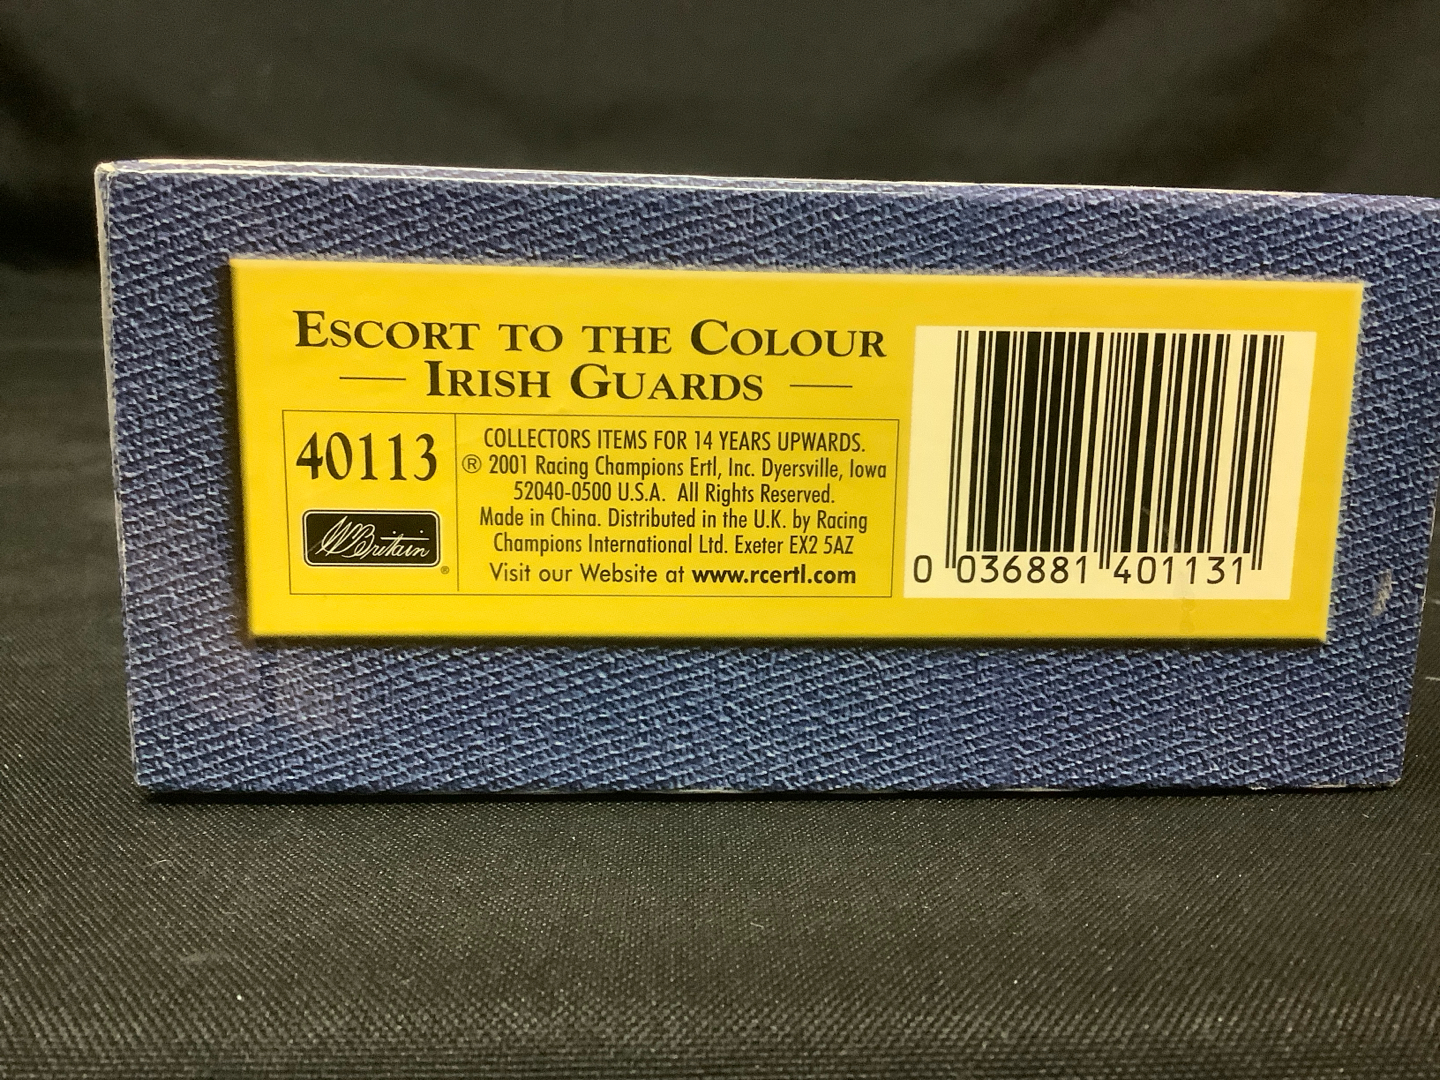 ESCORT TO THE COLOUR
— IRISH GUARDS —
40113
W Britain ®
COLLECTORS ITEMS FOR 14 YEARS UPWARDS.
® 2001 Racing Champions Ertl, Inc. Dyersville, Iowa
52040-0500 U.S.A. All Rights Reserved.
Made in China. Distributed in the U.K. by Racing
Champions International Ltd. Exeter EX2 5AZ
Visit our Website at www.rcertl.com
0 036881 401131